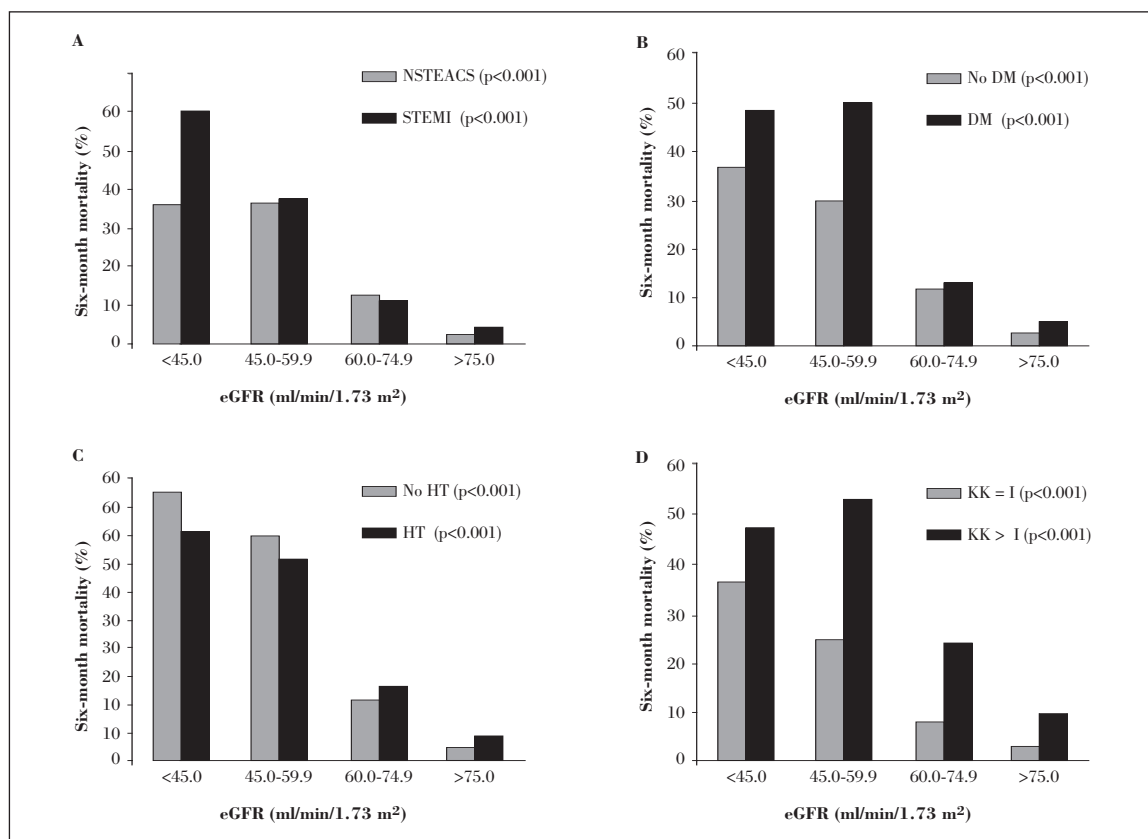 A
NSTEACS (p<0.001)
STEMI (p<0.001)
Six-month mortality (%)
60
50
40
30
20
10
0
<45.0 45.0-59.9 60.0-74.9 >75.0
eGFR (ml/min/1.73 m²)
B
No DM (p<0.001)
DM (p<0.001)
Six-month mortality (%)
60
50
40
30
20
10
0
<45.0 45.0-59.9 60.0-74.9 >75.0
eGFR (ml/min/1.73 m²)
C
No HT (p<0.001)
HT (p<0.001)
Six-month mortality (%)
60
60
50
40
30
30
20
10
10
0
<45.0 45.0-59.9 60.0-74.9 >75.0
eGFR (ml/min/1.73 m²)
D
KK = I (p<0.001)
KK > I (p<0.001)
Six-month mortality (%)
60
50
40
30
20
10
0
<45.0 45.0-59.9 60.0-74.9 >75.0
eGFR (ml/min/1.73 m²)